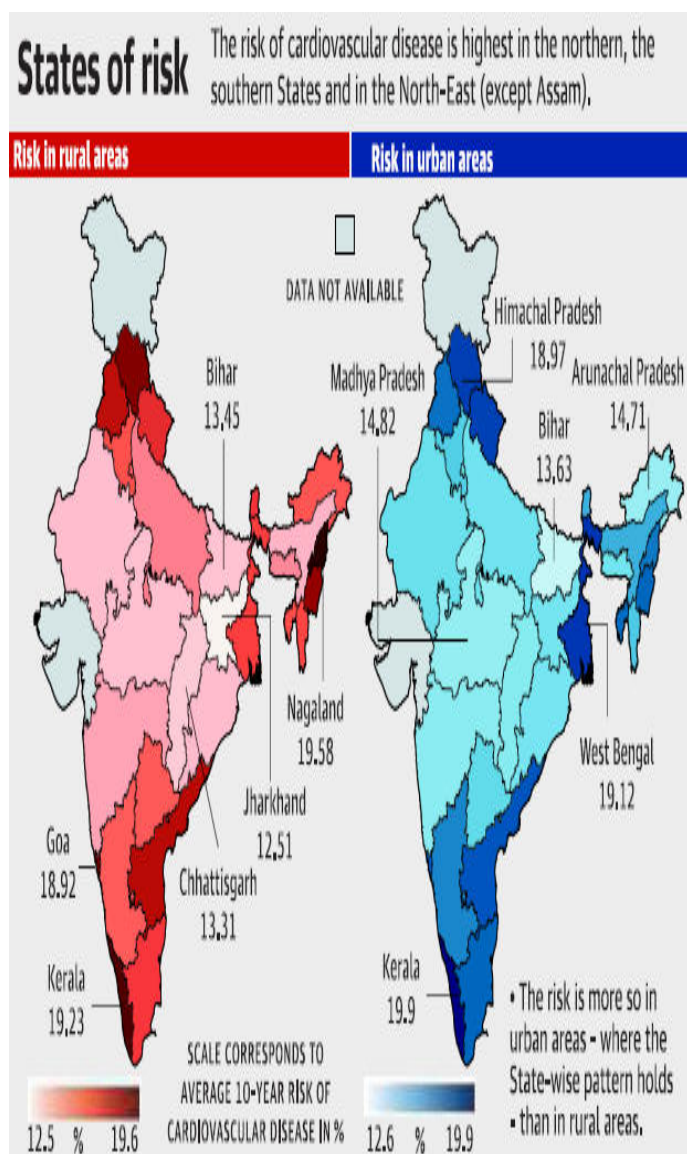 States of risk
The risk of cardiovascular disease is highest in the northern, the
southern States and in the North-East (except Assam).
Risk in rural areas
Risk in urban areas
DATA NOT AVAILABLE
Bihar
13.45
Nagaland
19.58
Jharkhand
12.51
Chhattisgarh
13.31
Goa
18.92
Kerala
19.23
SCALE CORRESPONDS TO
AVERAGE 10-YEAR RISK OF
CARDIOVASCULAR DISEASE IN %
12.5 % 19.6
Himachal Pradesh
18.97
Madhya Pradesh
14.82
Arunachal Pradesh
14.71
Bihar
13.63
West Bengal
19.12
Kerala
19.9
• The risk is more so in
urban areas - where the
State-wise pattern holds
- than in rural areas.
12.6 % 19.9